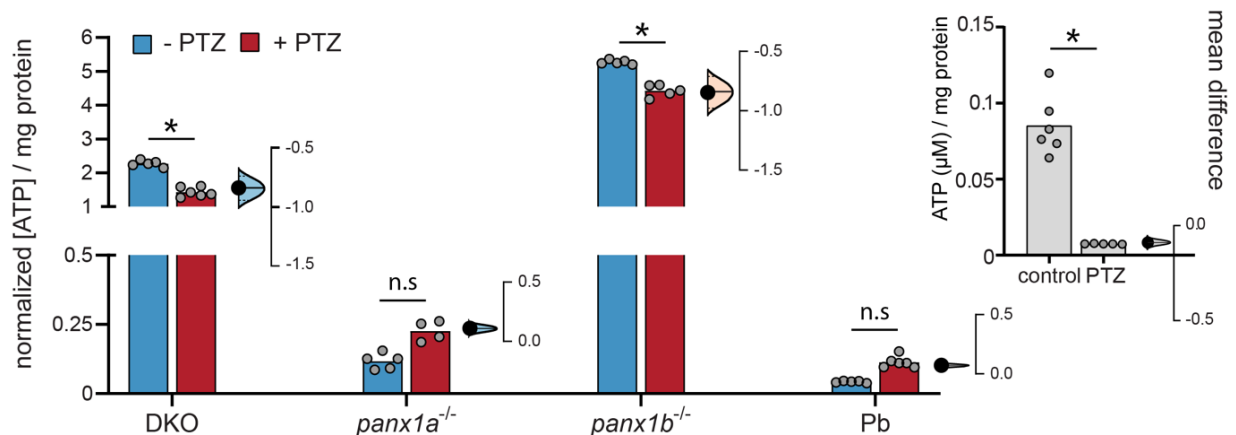 normalized [ATP] / mg protein
6
5
4
3
2
1
0.5
0.25
0
- PTZ
+ PTZ
*
-0.5
-1.0
-1.5
n.s
0.5
0.0
*
-0.5
-1.0
-1.5
n.s
0.5
0.0
DKO
panx1a-/-
panx1b-/-
Pb
ATP (µM) / mg protein
0.15
0.1
0.05
0
*
control PTZ
0.0
-0.5
mean difference